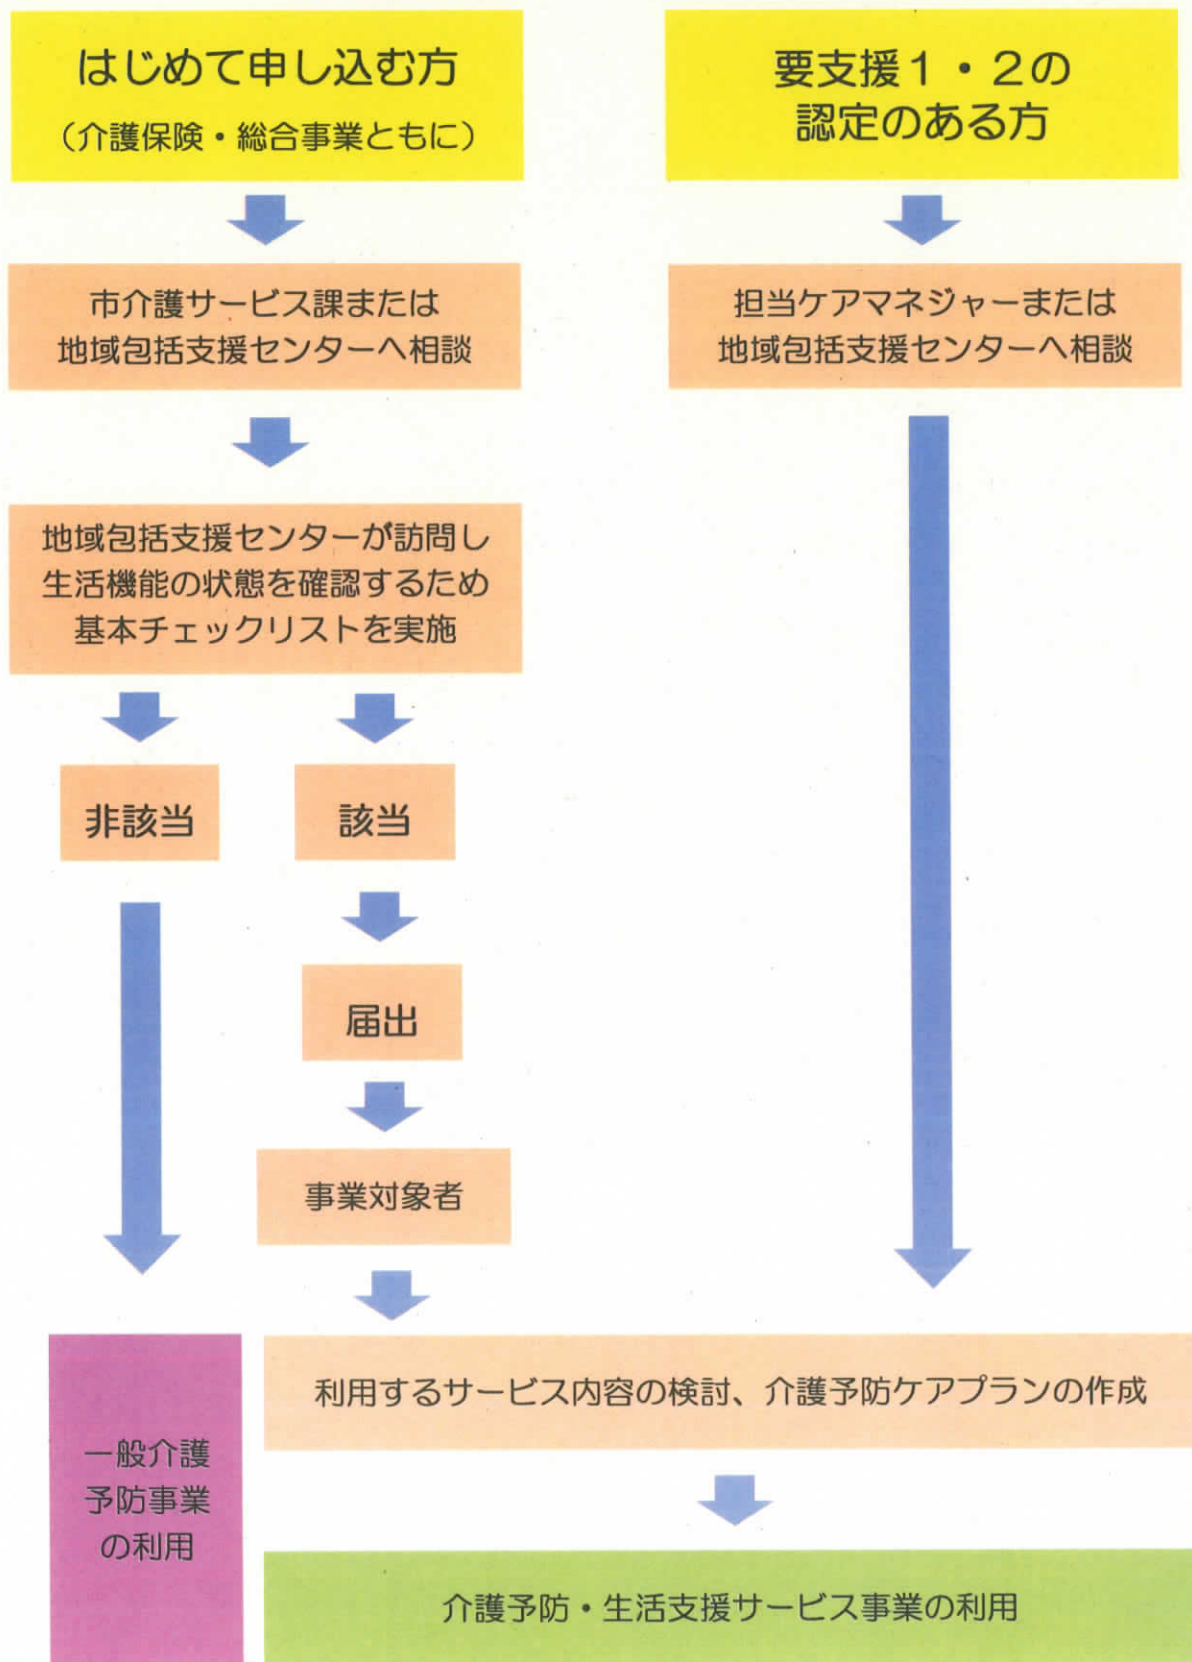 はじめて申し込む方
（介護保険・総合事業ともに）
市介護サービス課または
地域包括支援センターへ相談
地域包括支援センターが訪問し
生活機能の状態を確認するため
基本チェックリストを実施
非該当
該当
届出
事業対象者
要支援１・２の
認定のある方
担当ケアマネジャーまたは
地域包括支援センターへ相談
利用するサービス内容の検討、介護予防ケアプランの作成
一般介護
予防事業
の利用
介護予防・生活支援サービス事業の利用